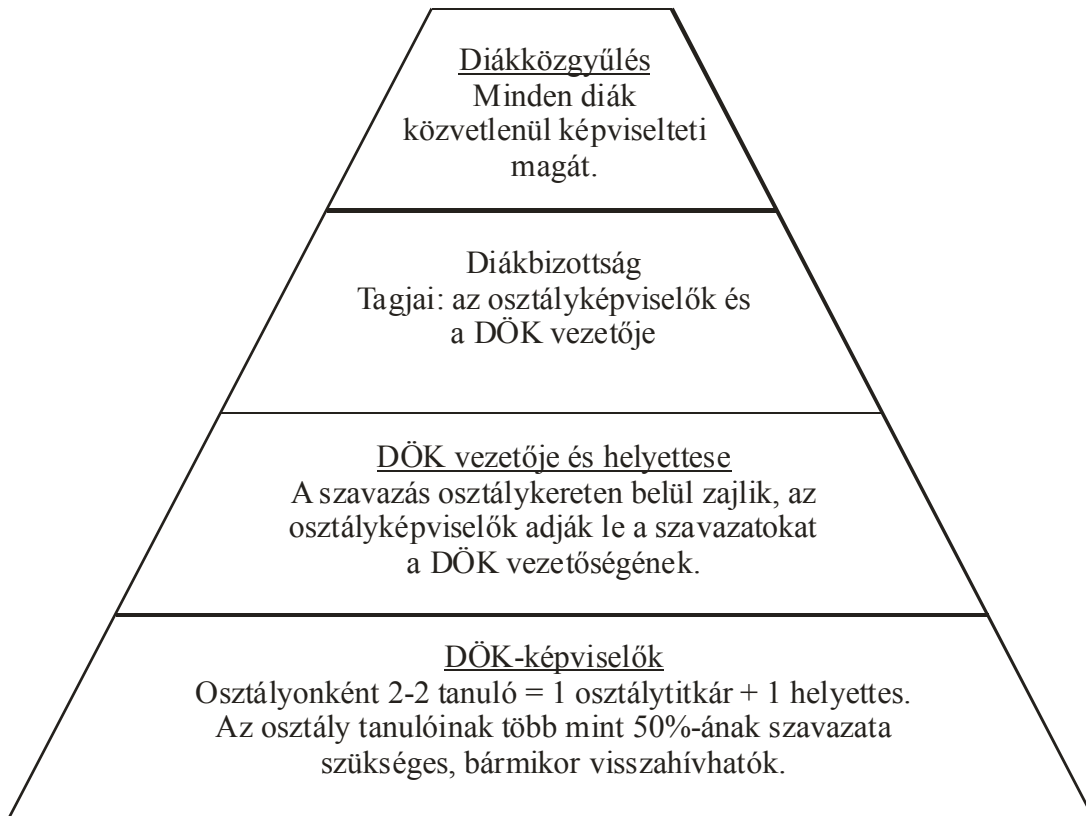 Diákközgyűlés
Minden diák
közvetlenül képviselteti
magát.
Diákbizottság
Tagjai: az osztályképviselők és
a DÖK vezetője
DÖK vezetője és helyettese
A szavazás osztálykereten belül zajlik, az
osztályképviselők adják le a szavazatokat
a DÖK vezetőségének.
DÖK-képviselők
Osztályonként 2-2 tanuló = 1 osztálytitkár + 1 helyettes.
Az osztály tanulóinak több mint 50%-ának szavazata
szükséges, bármikor visszahívhatók.